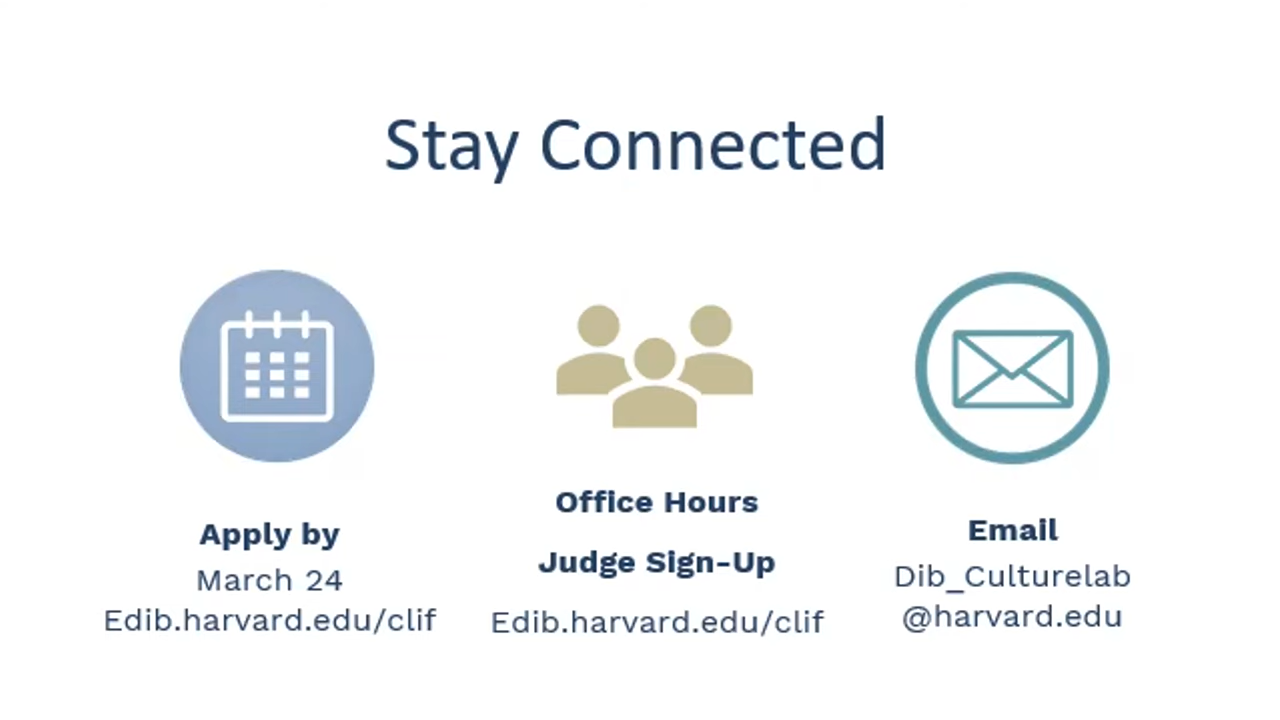 Stay Connected
Apply by
March 24
Edib.harvard.edu/clif
Office Hours
Judge Sign-Up
Edib.harvard.edu/clif
Email
Dib_Culturelab
@harvard.edu